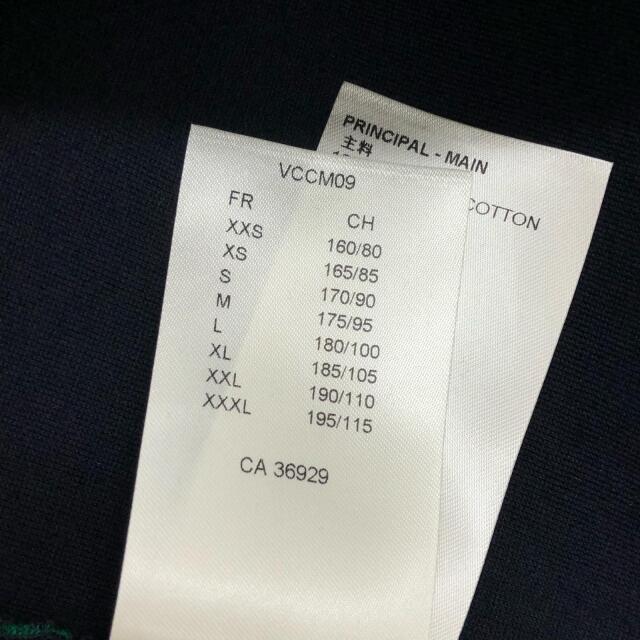 PRINCIPAL - MAIN
主料
COTTON
VCCM09
FR CH
XXS 160/80
XS 165/85
S 170/90
M 175/95
L 180/100
XL 185/105
XXL 190/110
XXXL 195/115
CA 36929